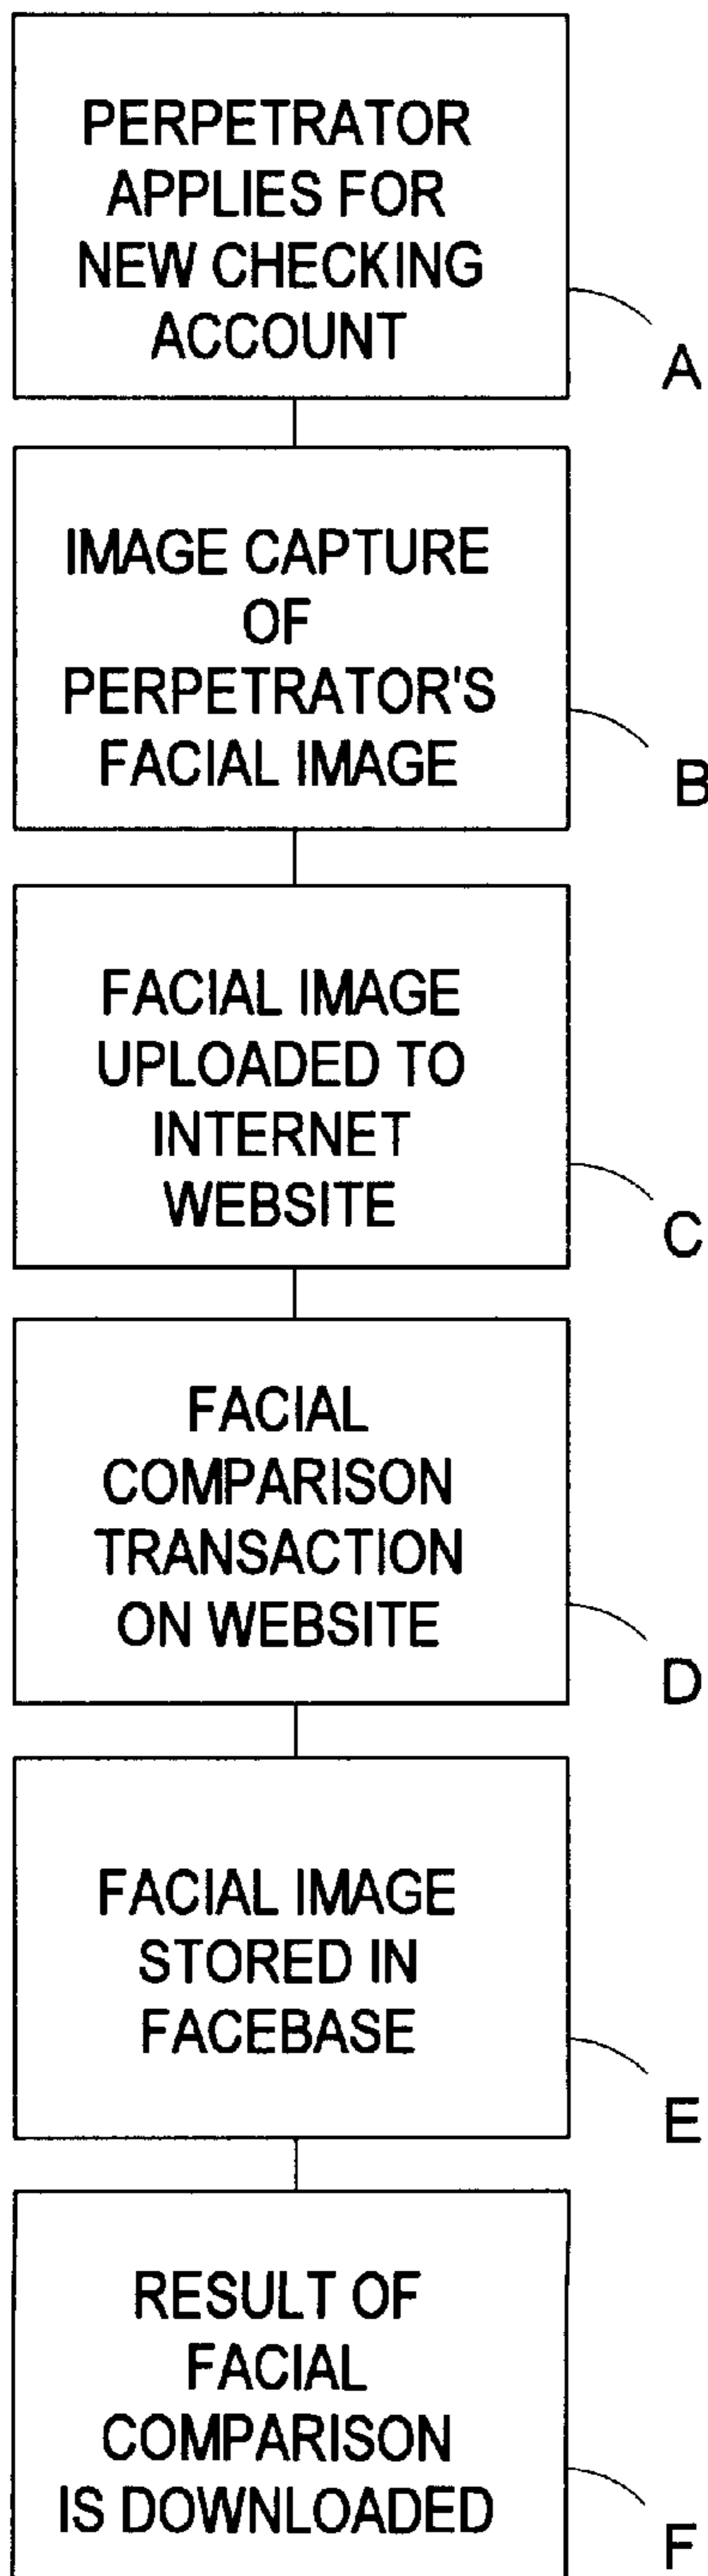 PERPETRATOR
APPLIES FOR
NEW CHECKING
ACCOUNT
A
IMAGE CAPTURE
OF
PERPETRATOR'S
FACIAL IMAGE
B
FACIAL IMAGE
UPLOADED TO
INTERNET
WEBSITE
C
FACIAL
COMPARISON
TRANSACTION
ON WEBSITE
D
FACIAL IMAGE
STORED IN
FACEBASE
E
RESULT OF
FACIAL
COMPARISON
IS DOWNLOADED
F